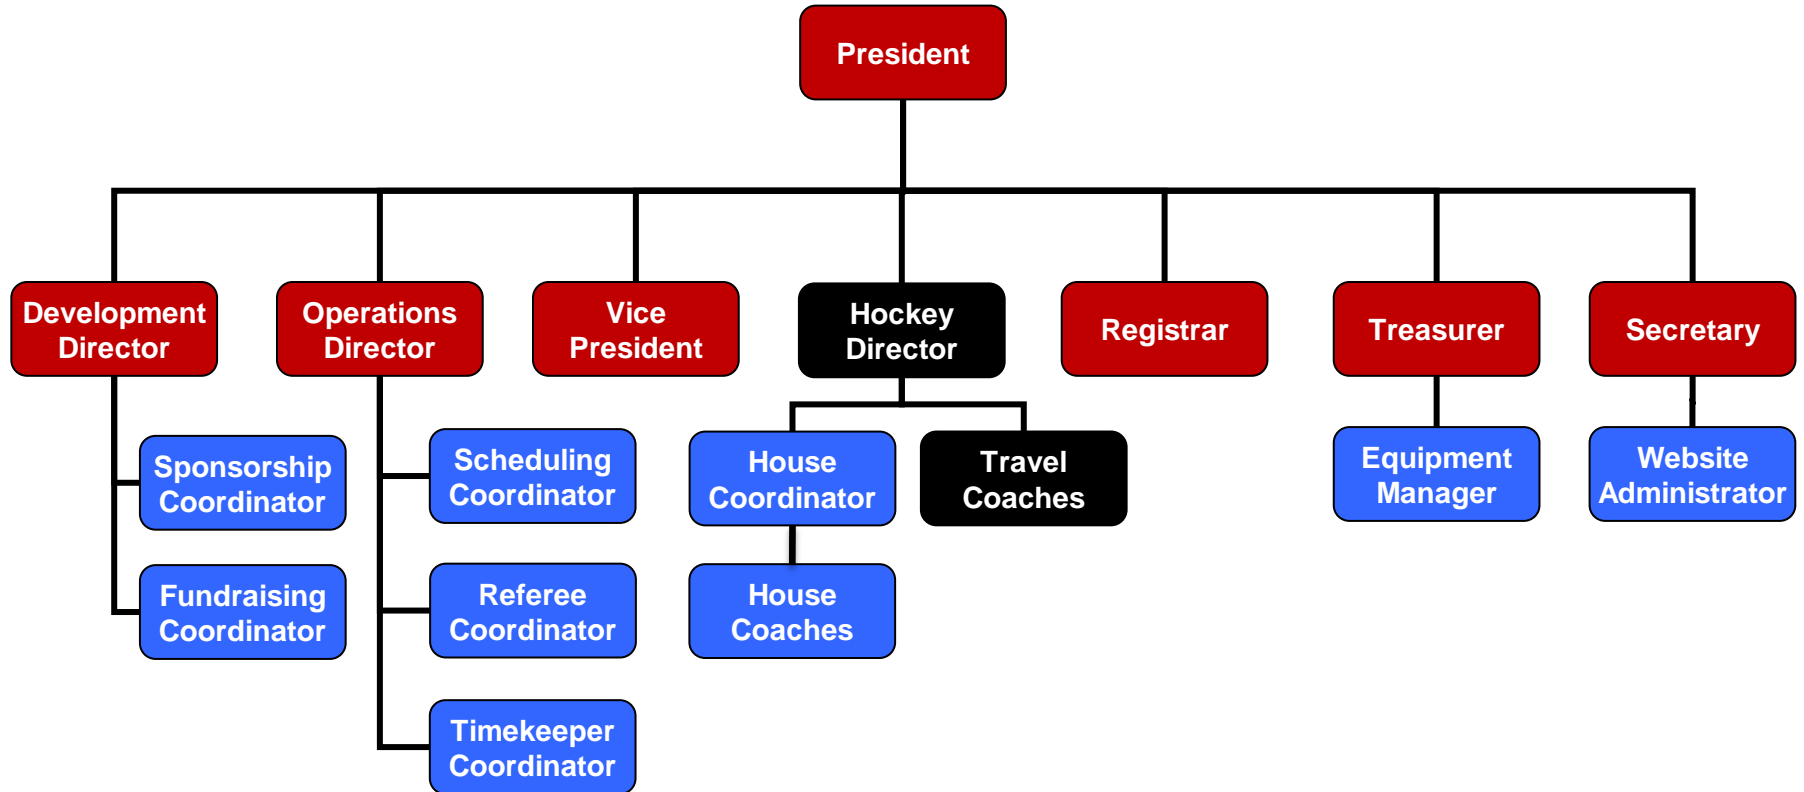 President
Development
Director
Operations
Director
Vice
President
Hockey
Director
Registrar
Treasurer
Secretary
Sponsorship
Coordinator
Scheduling
Coordinator
House
Coordinator
Travel
Coaches
Equipment
Manager
Website
Administrator
Fundraising
Coordinator
Referee
Coordinator
House
Coaches
Timekeeper
Coordinator